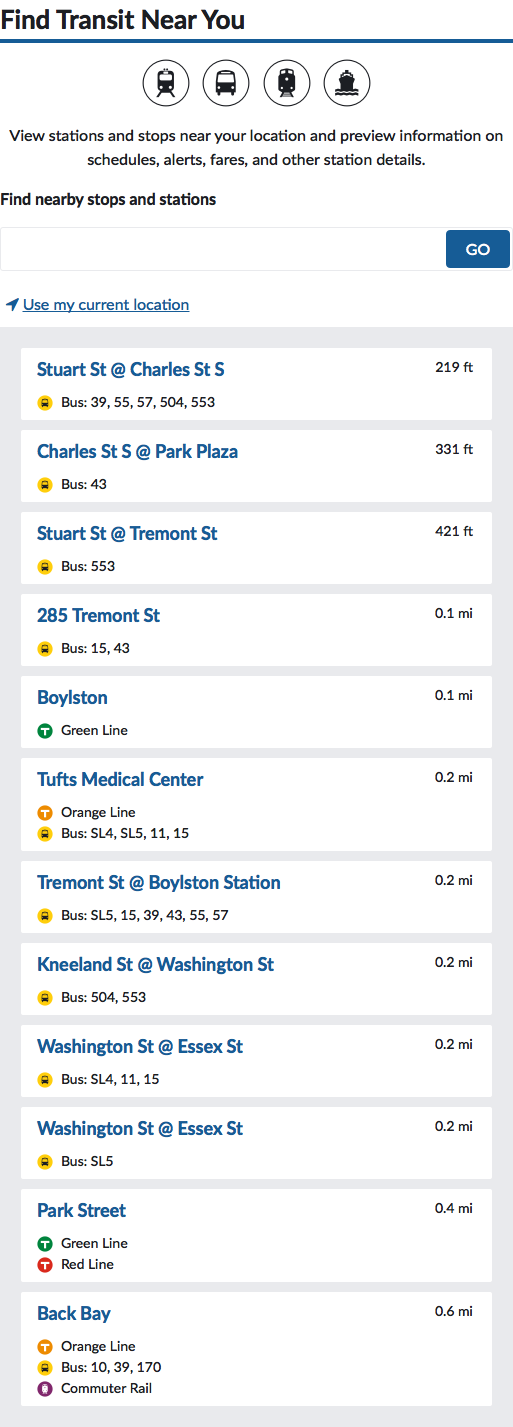 Find Transit Near You
View stations and stops near your location and preview information on
schedules, alerts, fares, and other station details.
Find nearby stops and stations
GO
Use my current location
Stuart St @ Charles St S
219 ft
Bus: 39, 55, 57, 504, 553
Charles St S @ Park Plaza
331 ft
Bus: 43
Stuart St @ Tremont St
421 ft
Bus: 553
285 Tremont St
0.1 mi
Bus: 15, 43
Boylston
0.1 mi
T Green Line
Tufts Medical Center
0.2 mi
T Orange Line
Bus: SL4, SL5, 11, 15
Tremont St @ Boylston Station
0.2 mi
Bus: SL5, 15, 39, 43, 55, 57
Kneeland St @ Washington St
0.2 mi
Bus: 504, 553
Washington St @ Essex St
0.2 mi
Bus: SL4, 11, 15
Washington St @ Essex St
0.2 mi
Bus: SL5
Park Street
0.4 mi
T Green Line
T Red Line
Back Bay
0.6 mi
T Orange Line
Bus: 10, 39, 170
Commuter Rail